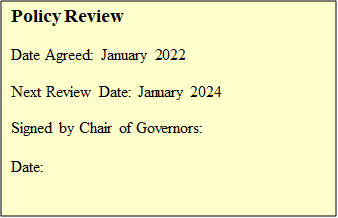 Policy Review
Date Agreed: January 2022
Next Review Date: January 2024
Signed by Chair of Governors:
Date: